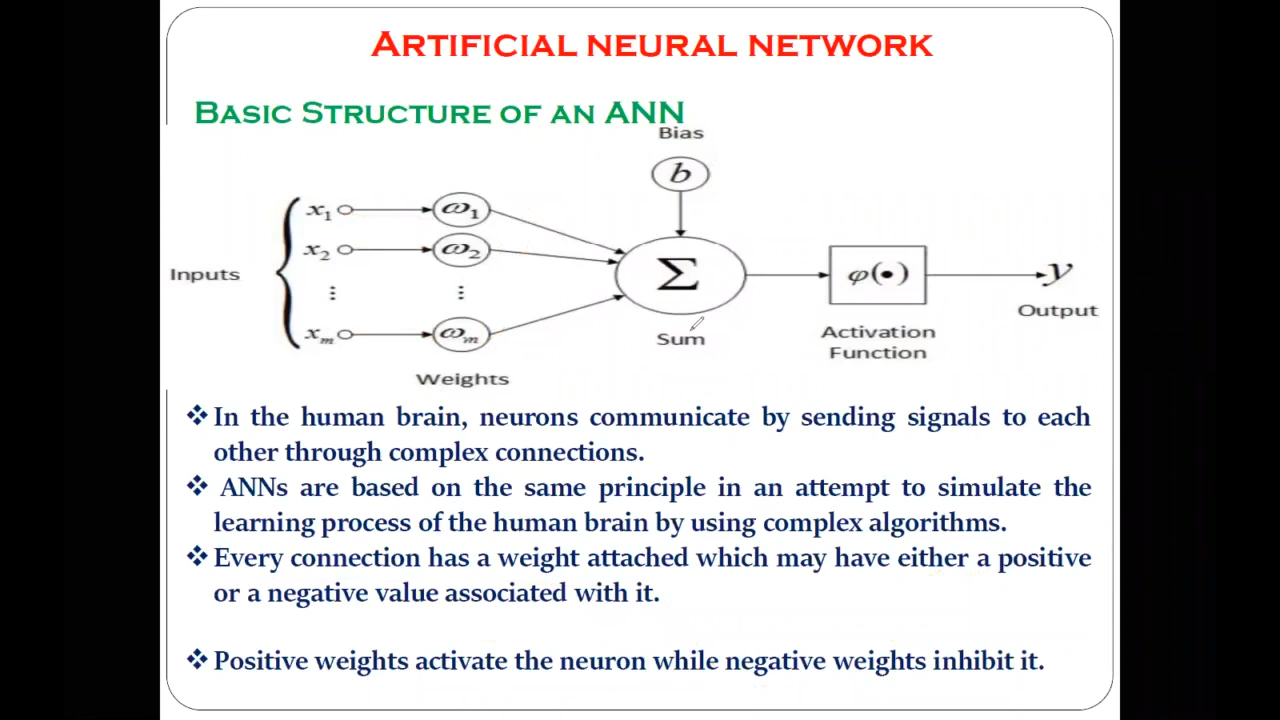 ARTIFICIAL NEURAL NETWORK
BASIC STRUCTURE OF AN ANN
Bias
b
x₁ ω₁
x₂ ω₂
Inputs ⋮ ⋮ Σ φ(•) y
Output
xₘ ωₘ Sum Activation
Function
Weights
❖ In the human brain, neurons communicate by sending signals to each
other through complex connections.
❖ ANNs are based on the same principle in an attempt to simulate the
learning process of the human brain by using complex algorithms.
❖ Every connection has a weight attached which may have either a positive
or a negative value associated with it.
❖ Positive weights activate the neuron while negative weights inhibit it.